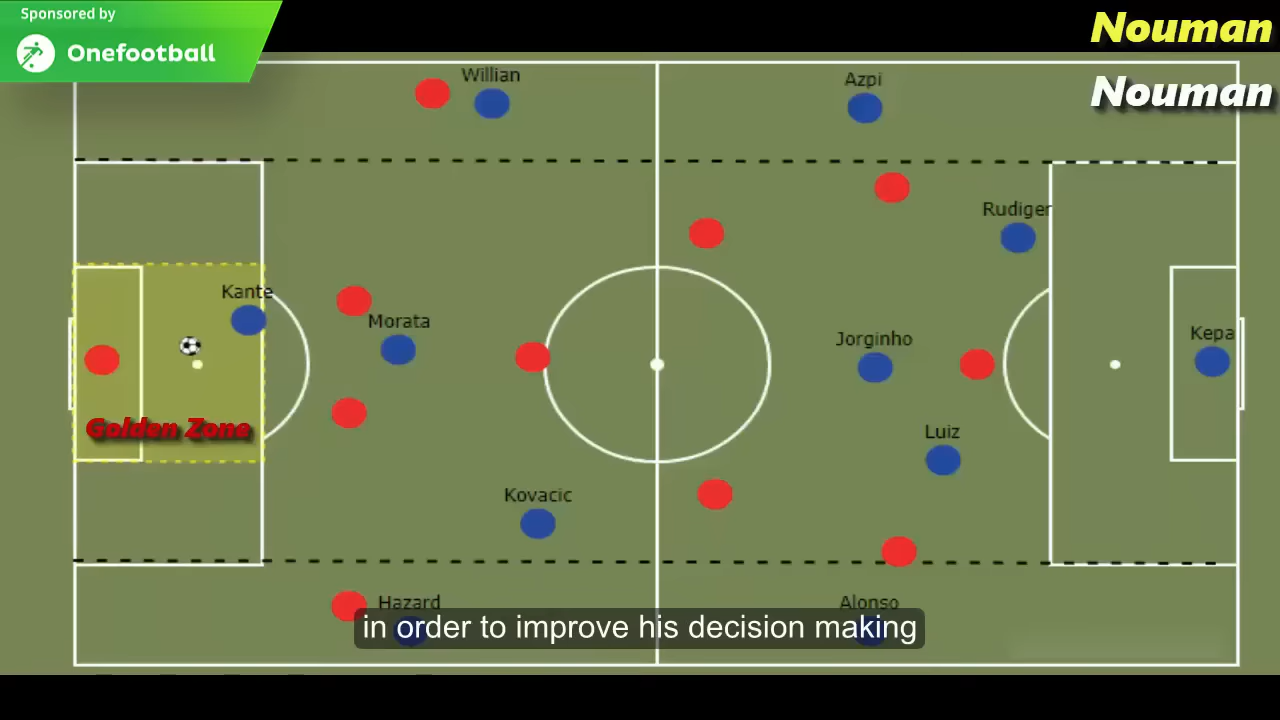 Sponsored by
Onefootball
Nouman
Nouman
Willian
Azpi
Rudiger
Kante
Morata
Jorginho
Kepa
Golden Zone
Luiz
Kovacic
Hazard
Alonso
in order to improve his decision making